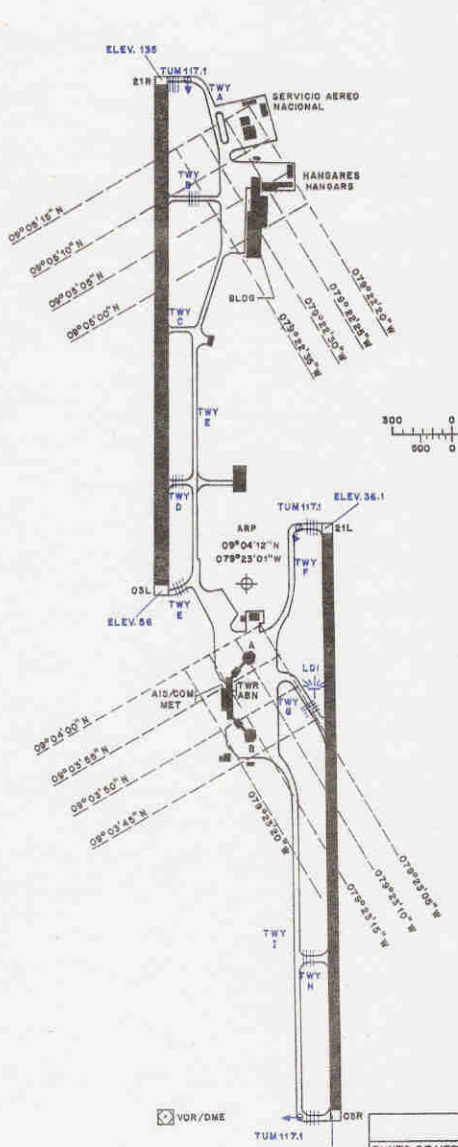 ELEV. 135
TUM 117.1
21R
TWY
A
SERVICIO AEREO
NACIONAL
TWY
B
HANGARES
HANGARS
09°05'15" N
09°05'10" N
09°05'05" N
09°05'00" N
BLDG
079°22'20" W
079°22'25" W
079°22'30" W
079°22'35" W
TWY
C
TWY
E
300 0
500 0
TWY
D
TUM 117.1
ELEV. 36.1
21L
ARP
09°04'12" N
079°23'01" W
TWY
F
03L
TWY
E
ELEV. 56
A
LDI
AIS/COM
MET
TWR
ABN
TWY
G
B
09°04'00" N
09°03'55" N
09°03'50" N
09°03'45" N
079°23'20" W
079°23'05" W
079°23'10" W
079°23'15" W
TWY
I
TWY
H
VOR/DME
03R
TUM 117.1